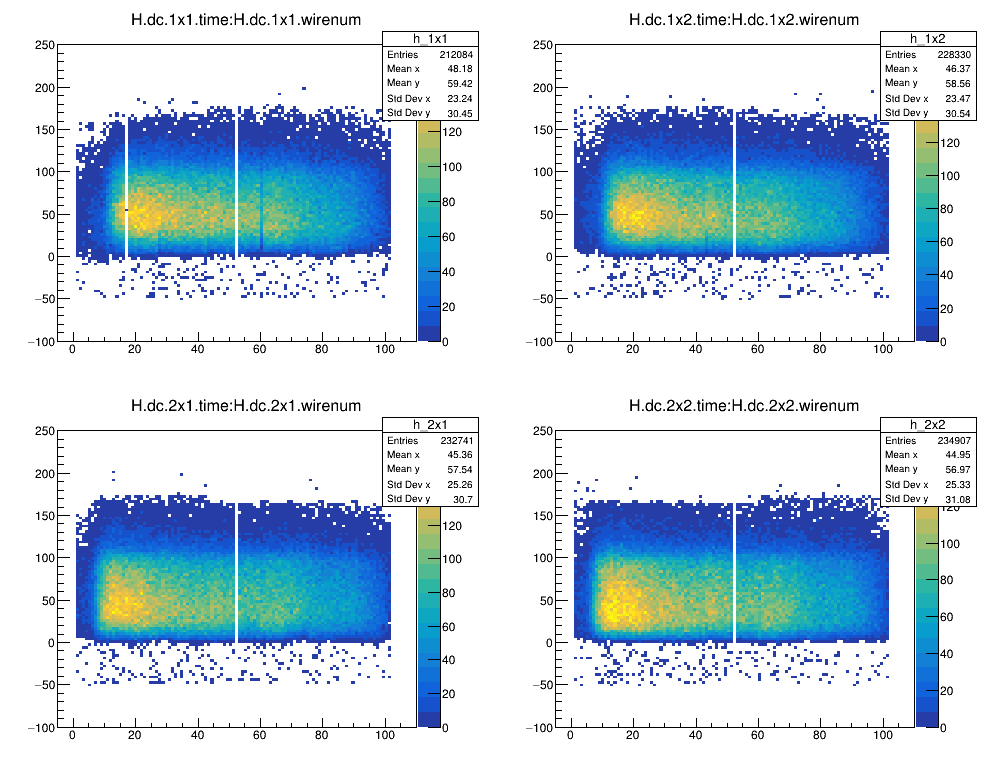 H.dc.1x1.time:H.dc.1x1.wirenum
h_1x1
Entries 212084
Mean x 48.18
Mean y 59.42
Std Dev x 23.24
Std Dev y 30.45
250
200
150
100
50
0
−50
−100
0 20 40 60 80 100
120
100
80
60
40
20
0
H.dc.1x2.time:H.dc.1x2.wirenum
h_1x2
Entries 228330
Mean x 46.37
Mean y 58.56
Std Dev x 23.47
Std Dev y 30.54
250
200
150
100
50
0
−50
−100
0 20 40 60 80 100
120
100
80
60
40
20
0
H.dc.2x1.time:H.dc.2x1.wirenum
h_2x1
Entries 232741
Mean x 45.36
Mean y 57.54
Std Dev x 25.26
Std Dev y 30.7
250
200
150
100
50
0
−50
−100
0 20 40 60 80 100
120
100
80
60
40
20
0
H.dc.2x2.time:H.dc.2x2.wirenum
h_2x2
Entries 234907
Mean x 44.95
Mean y 56.97
Std Dev x 25.33
Std Dev y 31.08
250
200
150
100
50
0
−50
−100
0 20 40 60 80 100
120
100
80
60
40
20
0